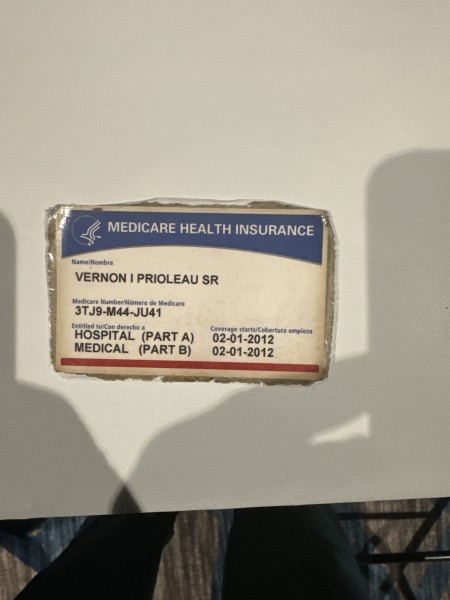 MEDICARE HEALTH INSURANCE
Name/Nombre
VERNON I PRIOLEAU SR
Medicare Number/Número de Medicare
3TJ9-M44-JU41
Entitled to/Con derecho a Coverage starts/Cobertura empieza
HOSPITAL (PART A) 02-01-2012
MEDICAL (PART B) 02-01-2012